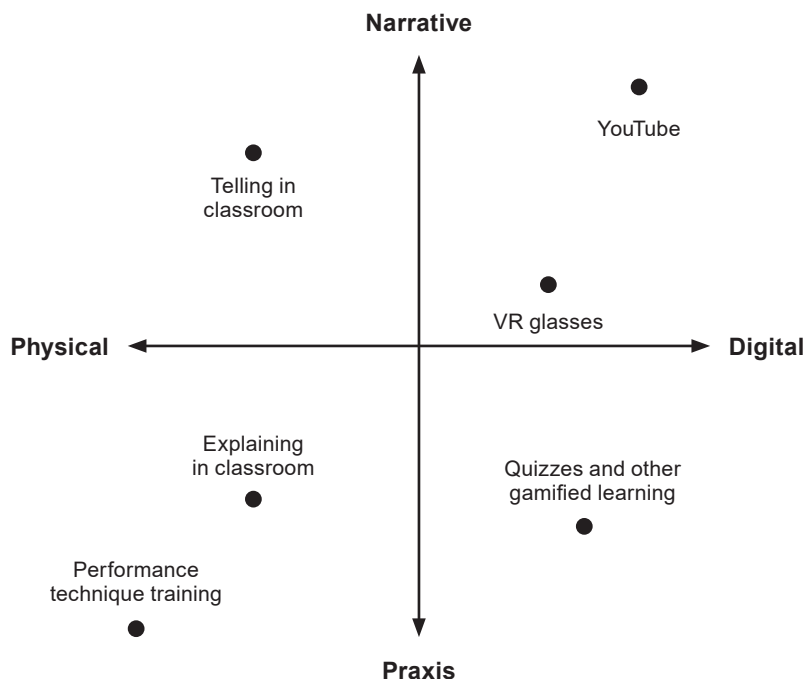 Narrative
YouTube
Telling in
classroom
VR glasses
Physical
Digital
Explaining
in classroom
Quizzes and other
gamified learning
Performance
technique training
Praxis